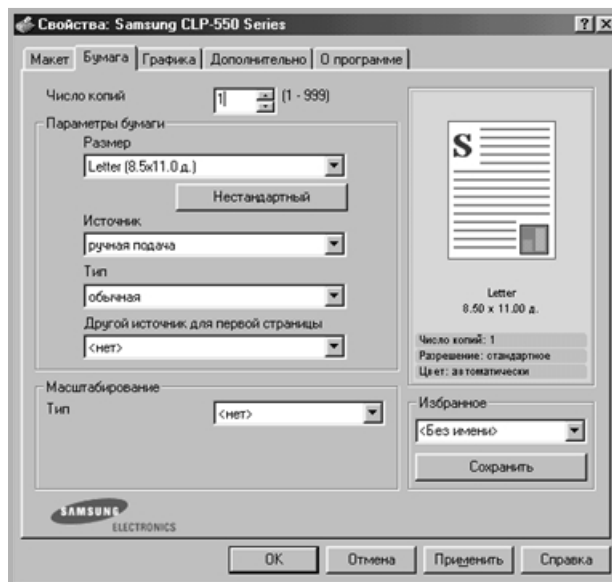 Свойства: Samsung CLP-550 Series
Макет Бумага Графика Дополнительно О программе
Число копий 1 (1 - 999)
Параметры бумаги
Размер
Letter (8.5x11.0 д.)
Нестандартный
Источник
ручная подача
Тип
обычная
Другой источник для первой страницы
<нет>
Масштабирование
Тип <нет>
S
Letter
8.50 x 11.00 д.
Число копий: 1
Разрешение: стандартное
Цвет: автоматически
Избранное
<Без имени>
Сохранить
SAMSUNG
ELECTRONICS
OK Отмена Применить Справка